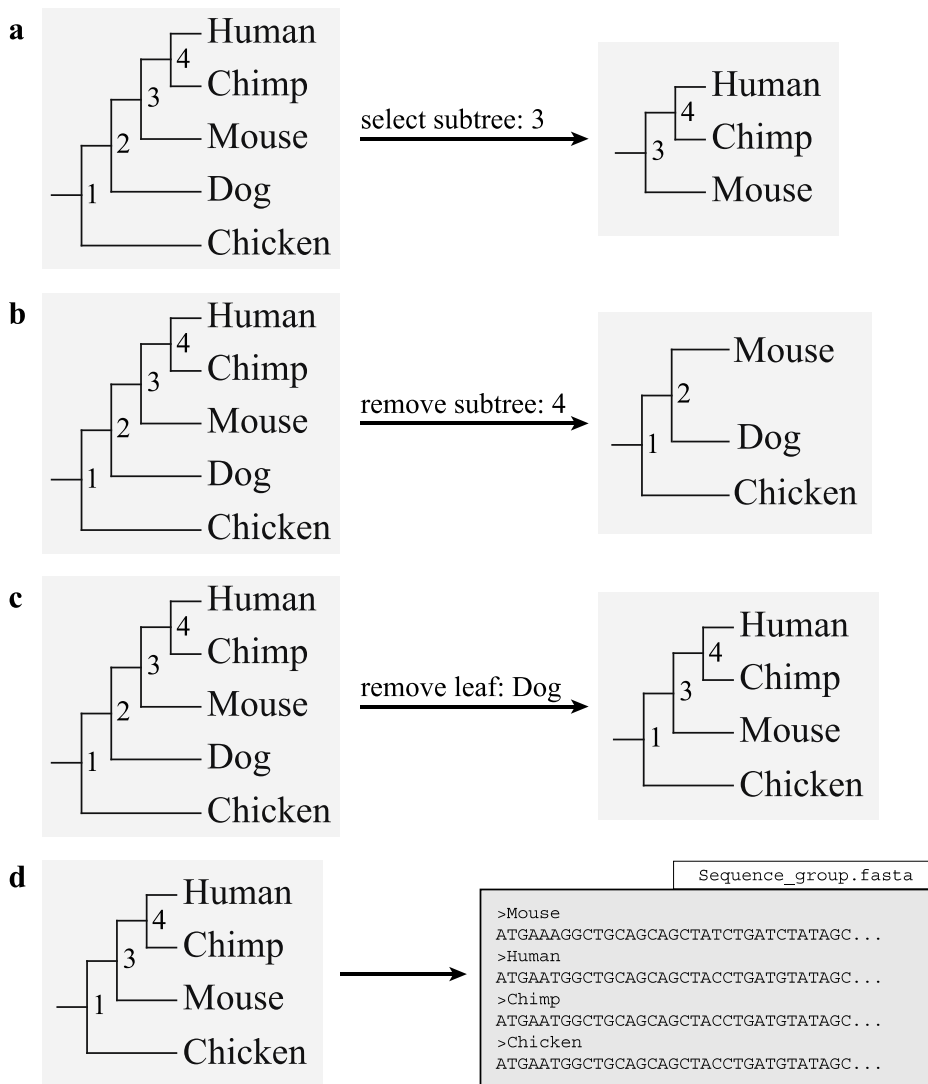 a
Human
4
Chimp
3
Mouse
2
Dog
1
Chicken
select subtree: 3
Human
4
Chimp
3
Mouse
b
Human
4
Chimp
3
Mouse
2
Dog
1
Chicken
remove subtree: 4
Mouse
2
Dog
1
Chicken
c
Human
4
Chimp
3
Mouse
2
Dog
1
Chicken
remove leaf: Dog
Human
4
Chimp
3
Mouse
1
Chicken
d
Human
4
Chimp
3
Mouse
1
Chicken
Sequence_group.fasta
>Mouse
ATGAAAGGCTGCAGCAGCTATCTGATCTATAGC...
>Human
ATGAATGGCTGCAGCAGCTACCTGATGTATAGC...
>Chimp
ATGAATGGCTGCAGCAGCTACCTGATGTATAGC...
>Chicken
ATGAATGGCTGCAGCAGCTACCTGATGTATAGC...